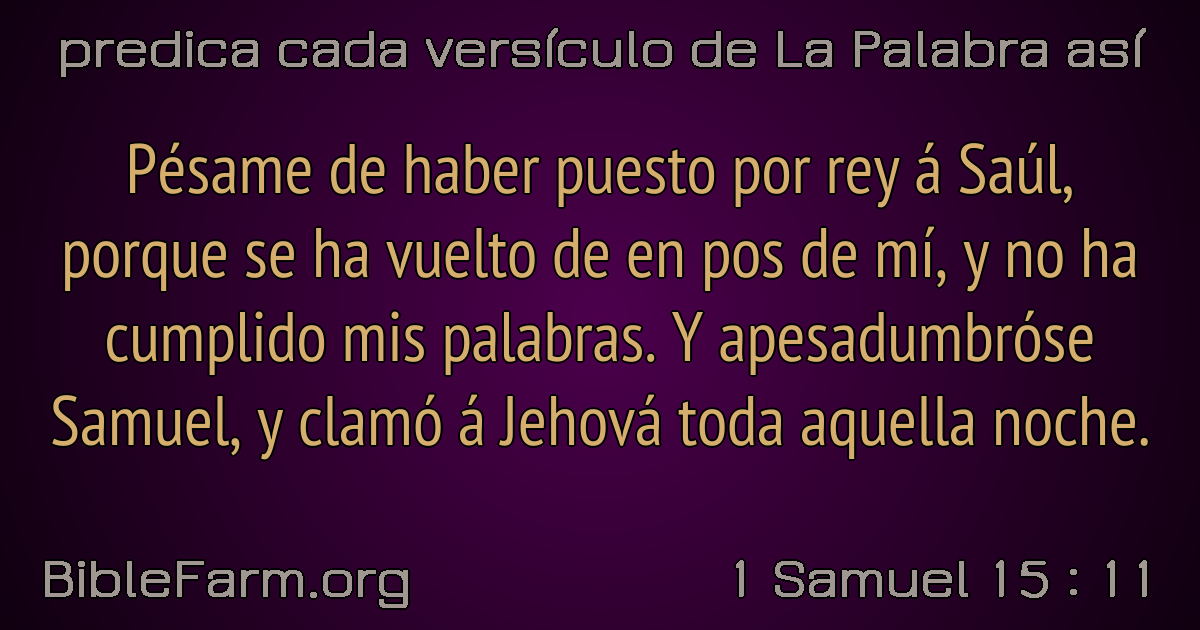 predica cada versículo de La Palabra así
Pésame de haber puesto por rey á Saúl,
porque se ha vuelto de en pos de mí, y no ha
cumplido mis palabras. Y apesadumbróse
Samuel, y clamó á Jehová toda aquella noche.
BibleFarm.org
1 Samuel 15 : 11